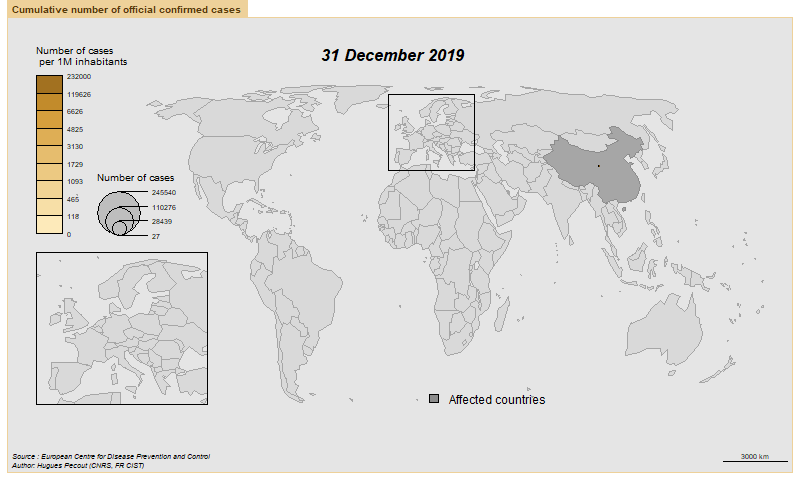 Cumulative number of official confirmed cases
31 December 2019
Number of cases
per 1M inhabitants
232000
119626
6626
4825
3130
1729
1093
465
118
0
Number of cases
245540
110276
28439
27
Affected countries
Source : European Centre for Disease Prevention and Control
Author: Hugues Pecout (CNRS, FR CIST)
3000 km